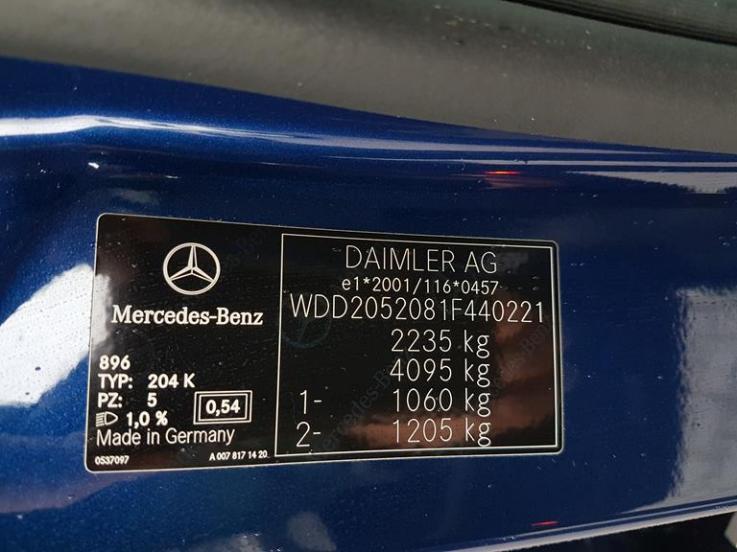 Mercedes-Benz
896
TYP: 204 K
PZ: 5
1,0 %
0,54
Made in Germany
0537097
A 007 817 14 20
DAIMLER AG
e1*2001/116*0457
WDD2052081F440221
2235 kg
4095 kg
1- 1060 kg
2- 1205 kg